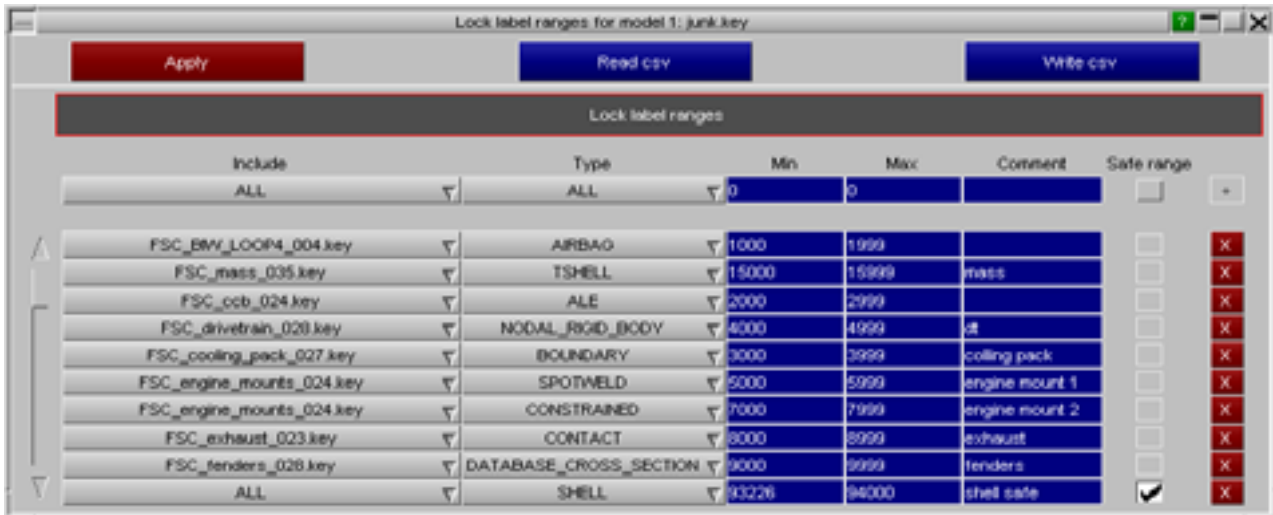 Lock label ranges for model 1: junk.key ?
Apply Read csv Write csv
Lock label ranges
Include Type Min Max Comment Safe range
ALL ALL 0 0 +
FSC_BIW_LOOP4_004.key AIRBAG 1000 1999 X
FSC_mass_035.key TSHELL 15000 15999 mass X
FSC_ccb_024.key ALE 2000 2999 X
FSC_drivetrain_028.key NODAL_RIGID_BODY 4000 4999 dt X
FSC_cooling_pack_027.key BOUNDARY 3000 3999 colling pack X
FSC_engine_mounts_024.key SPOTWELD 5000 5999 engine mount 1 X
FSC_engine_mounts_024.key CONSTRAINED 7000 7999 engine mount 2 X
FSC_exhaust_023.key CONTACT 8000 8999 exhaust X
FSC_fenders_028.key DATABASE_CROSS_SECTION 9000 9999 fenders X
ALL SHELL 93226 94000 shell safe X